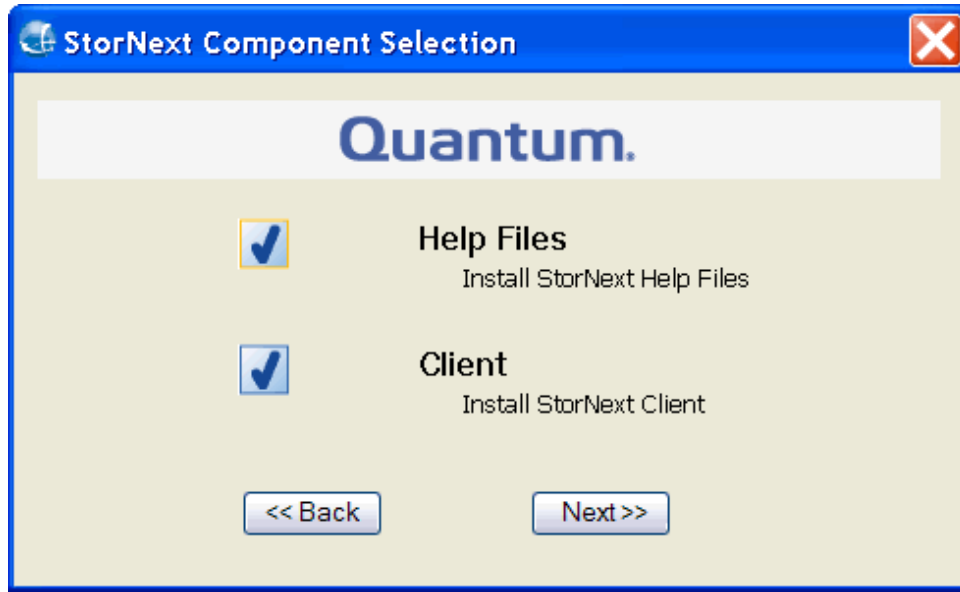 StorNext Component Selection
Quantum.
Help Files
Install StorNext Help Files
Client
Install StorNext Client
<< Back
Next >>